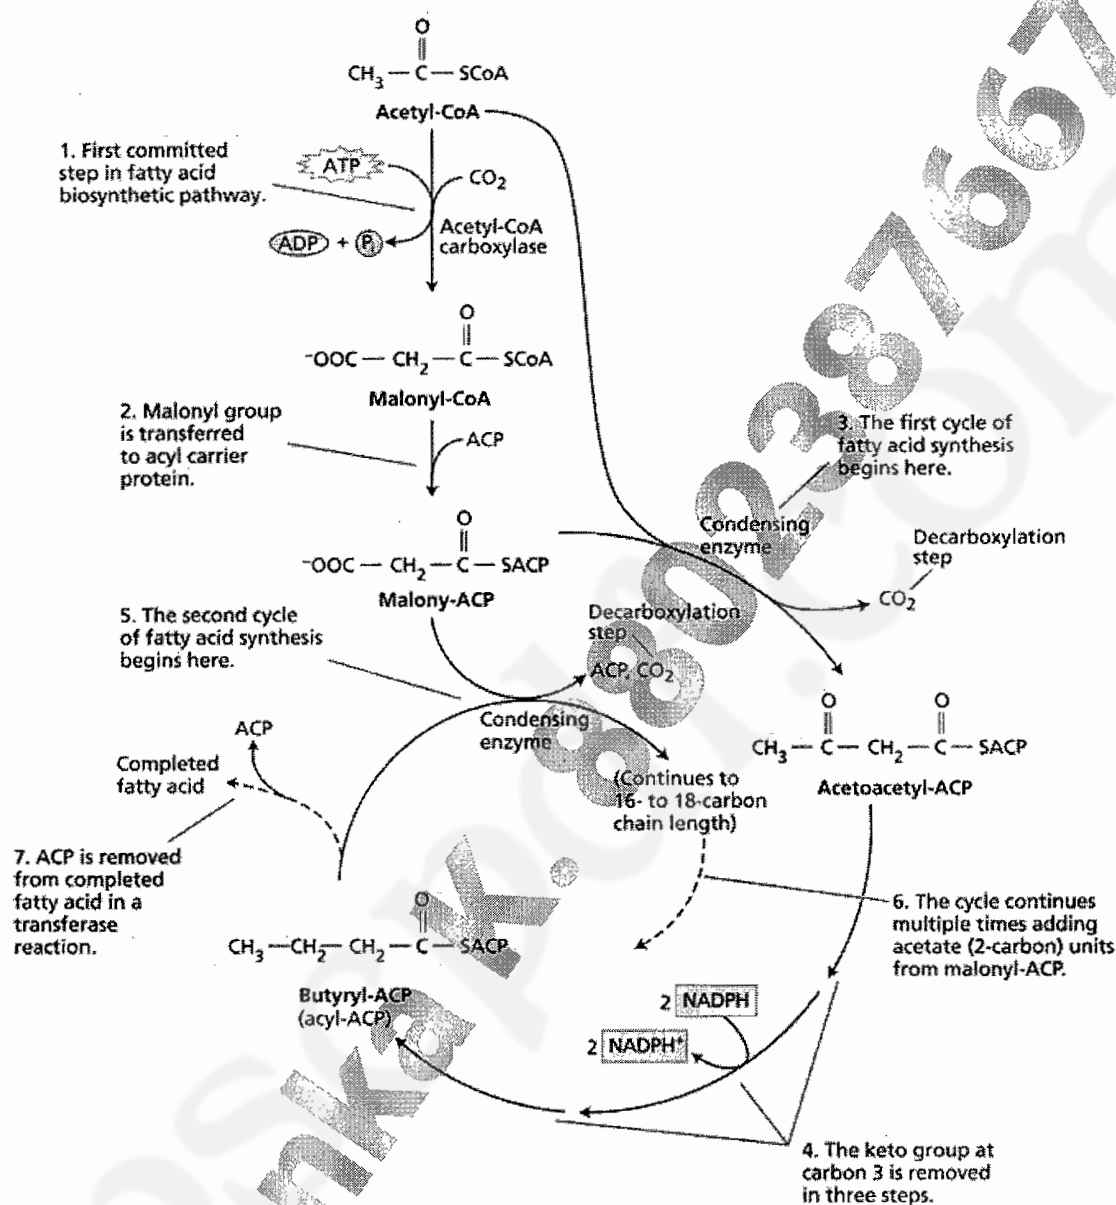 O
||
CH3 — C — SCoA
Acetyl-CoA
1. First committed
step in fatty acid
biosynthetic pathway.
ATP
CO2
ADP + Pi
Acetyl-CoA
carboxylase
O
||
⁻OOC — CH2 — C — SCoA
Malonyl-CoA
2. Malonyl group
is transferred
to acyl carrier
protein.
ACP
3. The first cycle of
fatty acid synthesis
begins here.
Condensing
enzyme
Decarboxylation
step
CO2
O
||
⁻OOC — CH2 — C — SACP
Malony-ACP
5. The second cycle
of fatty acid synthesis
begins here.
Decarboxylation
step
ACP, CO2
Condensing
enzyme
ACP
Completed
fatty acid
(Continues to
16- to 18-carbon
chain length)
O O
|| ||
CH3 — C — CH2 — C — SACP
Acetoacetyl-ACP
7. ACP is removed
from completed
fatty acid in a
transferase
reaction.
6. The cycle continues
multiple times adding
acetate (2-carbon) units
from malonyl-ACP.
O
||
CH3 — CH2 — CH2 — C — SACP
Butyryl-ACP
(acyl-ACP)
2 NADPH
2 NADPH⁺
4. The keto group at
carbon 3 is removed
in three steps.